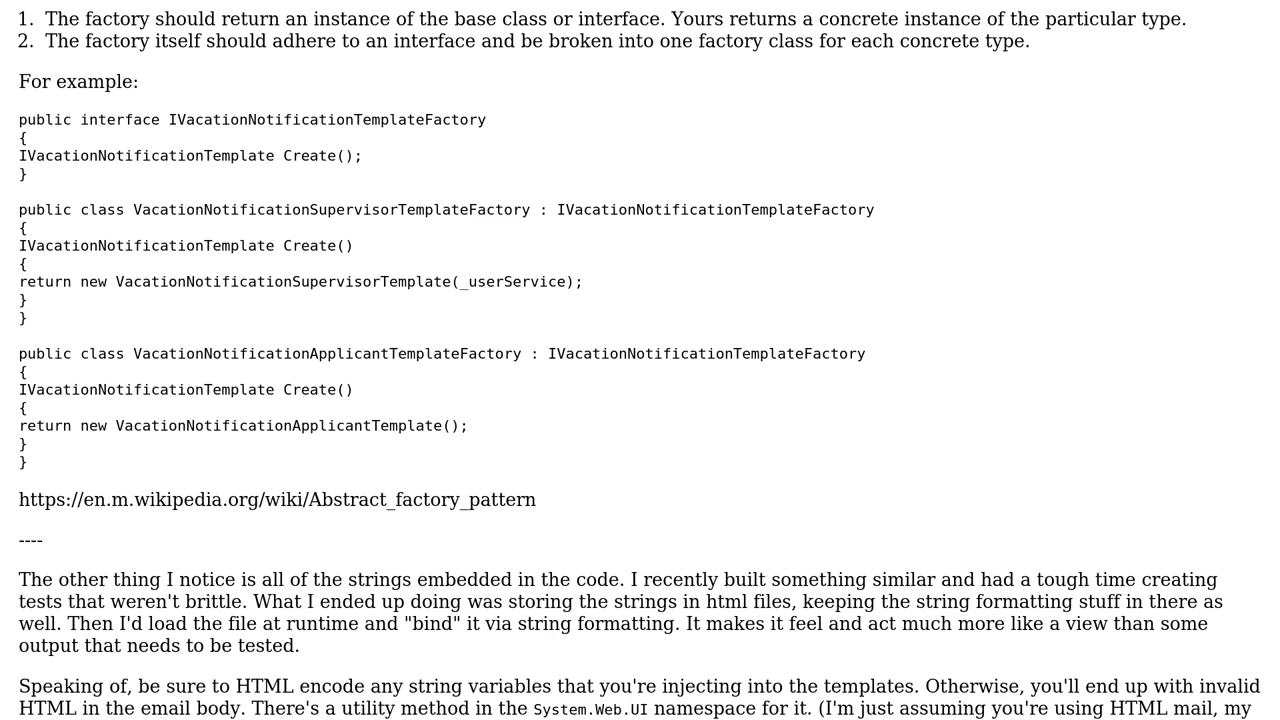 1. The factory should return an instance of the base class or interface. Yours returns a concrete instance of the particular type.
2. The factory itself should adhere to an interface and be broken into one factory class for each concrete type.
For example:
public interface IVacationNotificationTemplateFactory
{
IVacationNotificationTemplate Create();
}
public class VacationNotificationSupervisorTemplateFactory : IVacationNotificationTemplateFactory
{
IVacationNotificationTemplate Create()
{
return new VacationNotificationSupervisorTemplate(_userService);
}
}
public class VacationNotificationApplicantTemplateFactory : IVacationNotificationTemplateFactory
{
IVacationNotificationTemplate Create()
{
return new VacationNotificationApplicantTemplate();
}
}
https://en.m.wikipedia.org/wiki/Abstract_factory_pattern
----
The other thing I notice is all of the strings embedded in the code. I recently built something similar and had a tough time creating
tests that weren't brittle. What I ended up doing was storing the strings in html files, keeping the string formatting stuff in there as
well. Then I'd load the file at runtime and "bind" it via string formatting. It makes it feel and act much more like a view than some
output that needs to be tested.
Speaking of, be sure to HTML encode any string variables that you're injecting into the templates. Otherwise, you'll end up with invalid
HTML in the email body. There's a utility method in the System.Web.UI namespace for it. (I'm just assuming you're using HTML mail, my